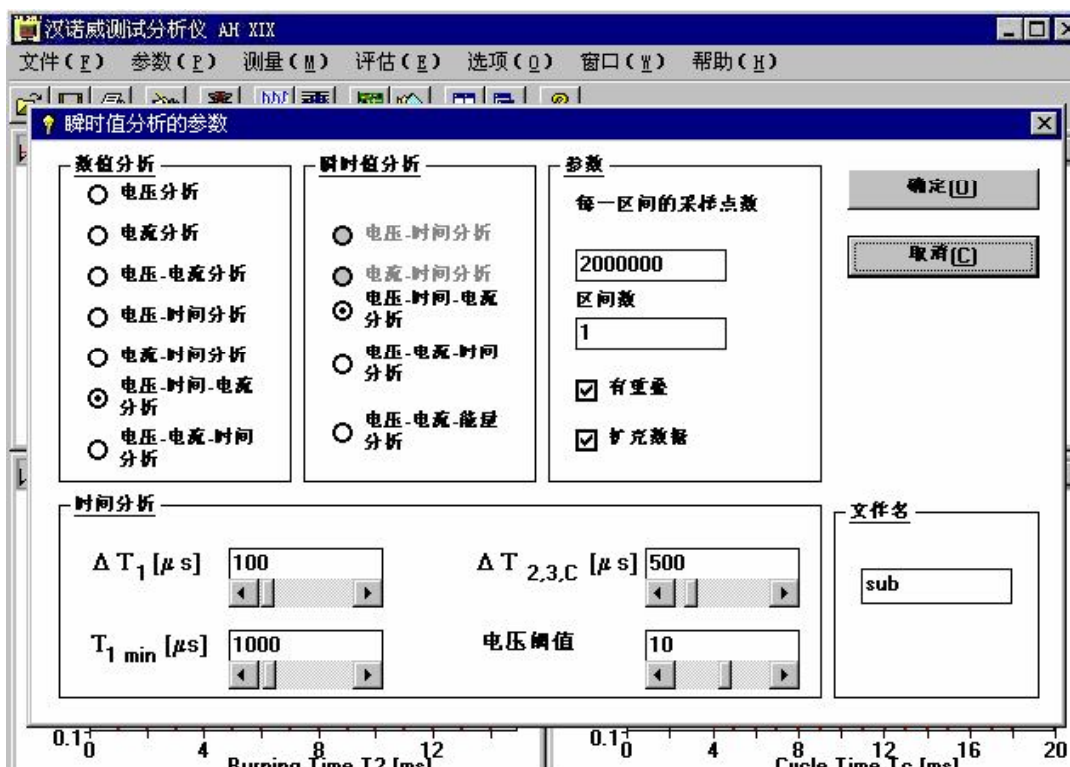 汉诺威测试分析仪 AH XIX
文件(F) 参数(P) 测量(M) 评估(E) 选项(O) 窗口(W) 帮助(H)
瞬时值分析的参数
数值分析
电压分析
电流分析
电压-电流分析
电压-时间分析
电流-时间分析
电压-时间-电流
分析
电压-电流-时间
分析
瞬时值分析
电压-时间分析
电流-时间分析
电压-时间-电流
分析
电压-电流-时间
分析
电压-电流-能量
分析
参数
每一区间的采样点数
2000000
区间数
1
有重叠
扩充数据
确定[O]
取消[C]
时间分析
ΔT1 [μs] 100
ΔT 2,3,C [μs] 500
T1 min [μs] 1000
电压阈值 10
文件名
sub
0.1 0 4 8 12
Burning Time T2 [ms]
0.1 0 4 8 12 16 20
Cycle Time Tc [ms]